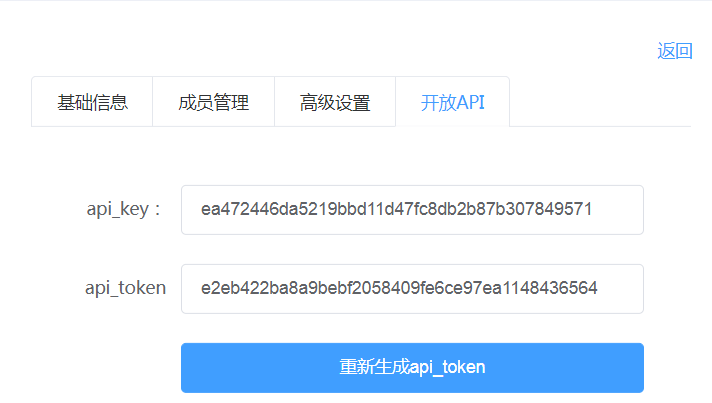 返回
基础信息 成员管理 高级设置 开放API
api_key： ea472446da5219bbd11d47fc8db2b87b307849571
api_token e2eb422ba8a9bebf2058409fe6ce97ea1148436564
重新生成api_token